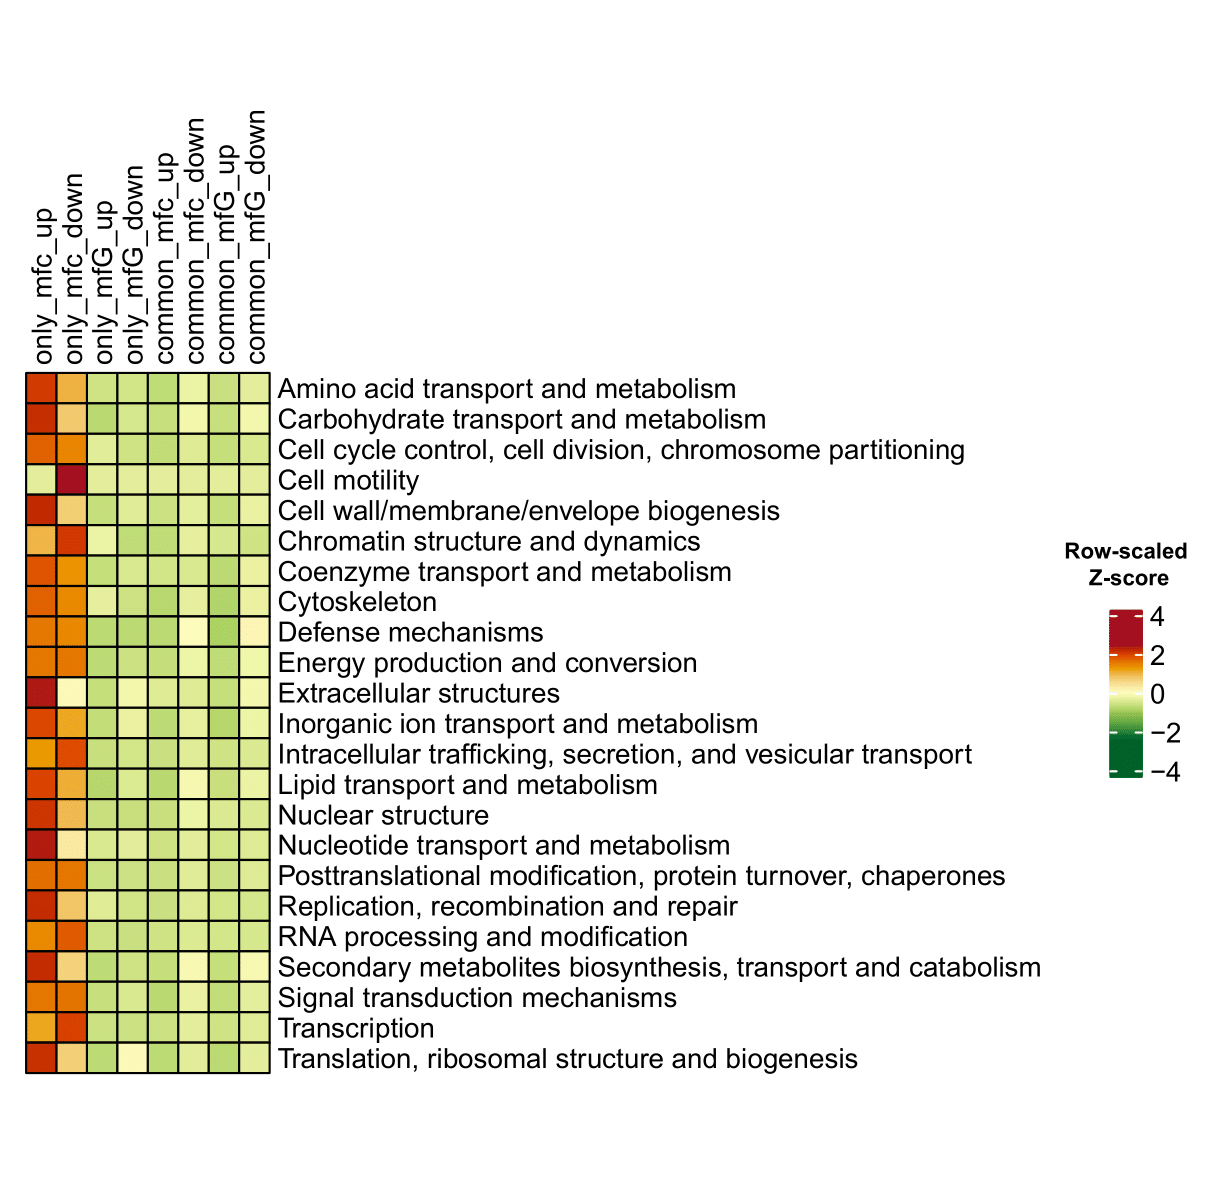 only_mfc_up
only_mfc_down
only_mfG_up
only_mfG_down
common_mfc_up
common_mfc_down
common_mfG_up
common_mfG_down
Amino acid transport and metabolism
Carbohydrate transport and metabolism
Cell cycle control, cell division, chromosome partitioning
Cell motility
Cell wall/membrane/envelope biogenesis
Chromatin structure and dynamics
Coenzyme transport and metabolism
Cytoskeleton
Defense mechanisms
Energy production and conversion
Extracellular structures
Inorganic ion transport and metabolism
Intracellular trafficking, secretion, and vesicular transport
Lipid transport and metabolism
Nuclear structure
Nucleotide transport and metabolism
Posttranslational modification, protein turnover, chaperones
Replication, recombination and repair
RNA processing and modification
Secondary metabolites biosynthesis, transport and catabolism
Signal transduction mechanisms
Transcription
Translation, ribosomal structure and biogenesis
Row-scaled
Z-score
4
2
0
−2
−4